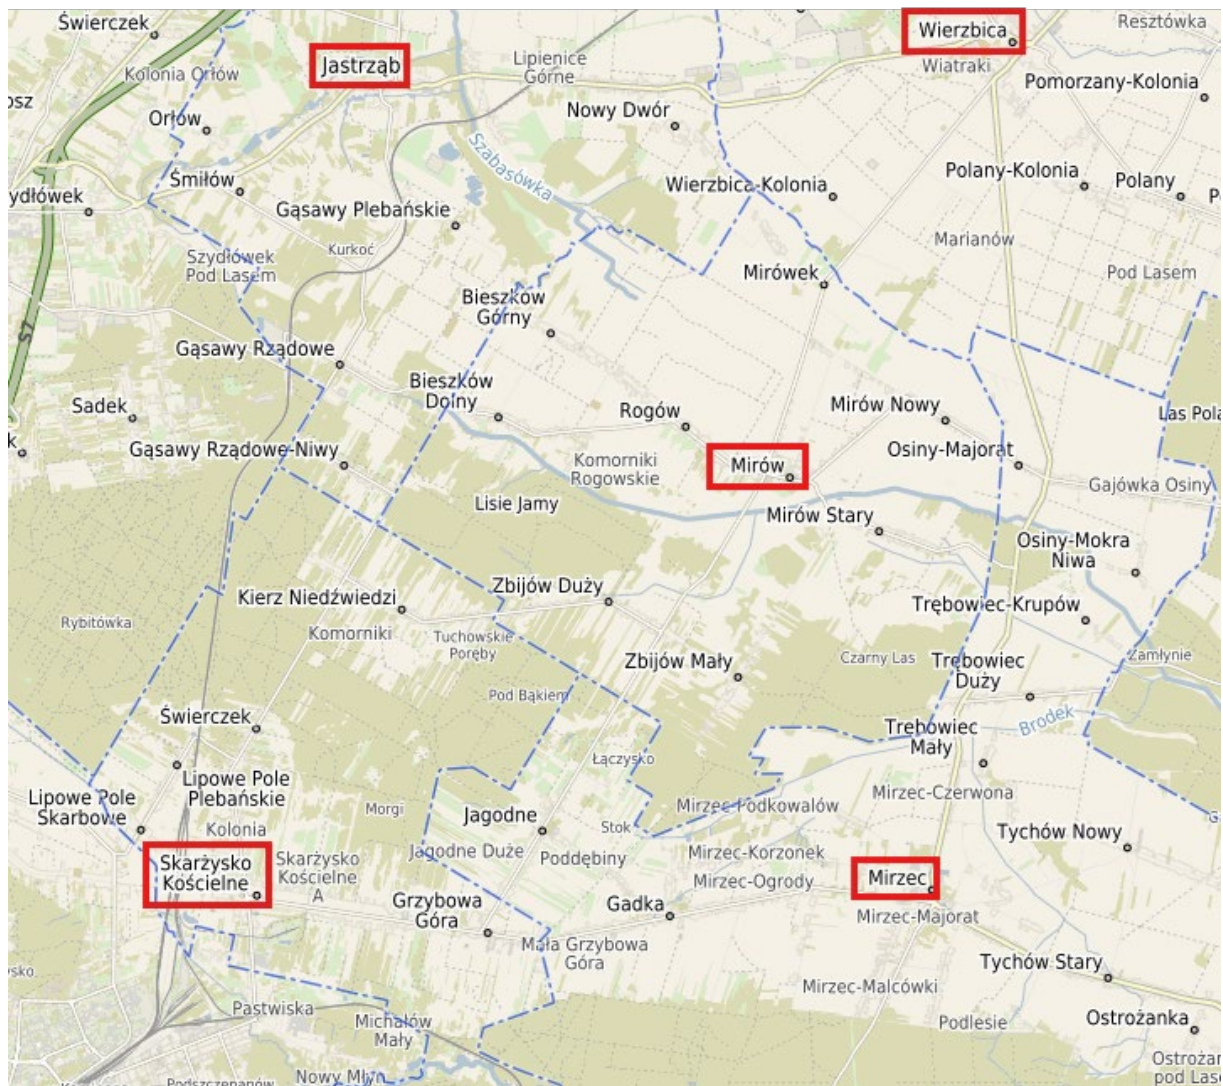 Świerczek
Wierzbica
Resztówka
Jastrząb
Lipienice
Górne
Wiatraki
Kolonia Orłów
Pomorzany-Kolonia
Nowy Dwór
Orłów
Szabasówka
Śmiłów
Wierzbica-Kolonia
Polany-Kolonia
Polany
Gąsawy Plebańskie
Kurkoć
Marianów
Szydłówek
Pod Lasem
Mirówek
Pod Lasem
Bieszków
Górny
S7
Gąsawy Rządowe
Bieszków
Dolny
Sadek
Rogów
Mirów Nowy
Gąsawy Rządowe-Niwy
Osiny-Majorat
Komorniki
Rogowskie
Mirów
Gajówka Osiny
Lisie Jamy
Mirów Stary
Osiny-Mokra
Niwa
Zbijów Duży
Kierz Niedźwiedzi
Trębowiec-Krupów
Rybitówka
Komorniki
Tuchowskie
Poręby
Zbijów Mały
Czarny Las
Trębowiec
Duży
Zamłynie
Pod Bąkiem
Świerczek
Brodek
Trębowiec
Mały
Łączysko
Lipowe Pole
Plebańskie
Lipowe Pole
Skarbowe
Morgi
Mirzec-Podkowalów
Mirzec-Czerwona
Kolonia
Jagodne
Stok
Tychów Nowy
Jagodne Duże
Poddębiny
Mirzec-Korzonek
Skarżysko
Kościelne
Skarżysko
Kościelne
A
Mirzec-Ogrody
Mirzec
Grzybowa
Góra
Gadka
Mirzec-Majorat
Mała Grzybowa
Góra
Tychów Stary
Mirzec-Malcówki
Pastwiska
Michałów
Mały
Podlesie
Ostrożanka
Nowy Młyn